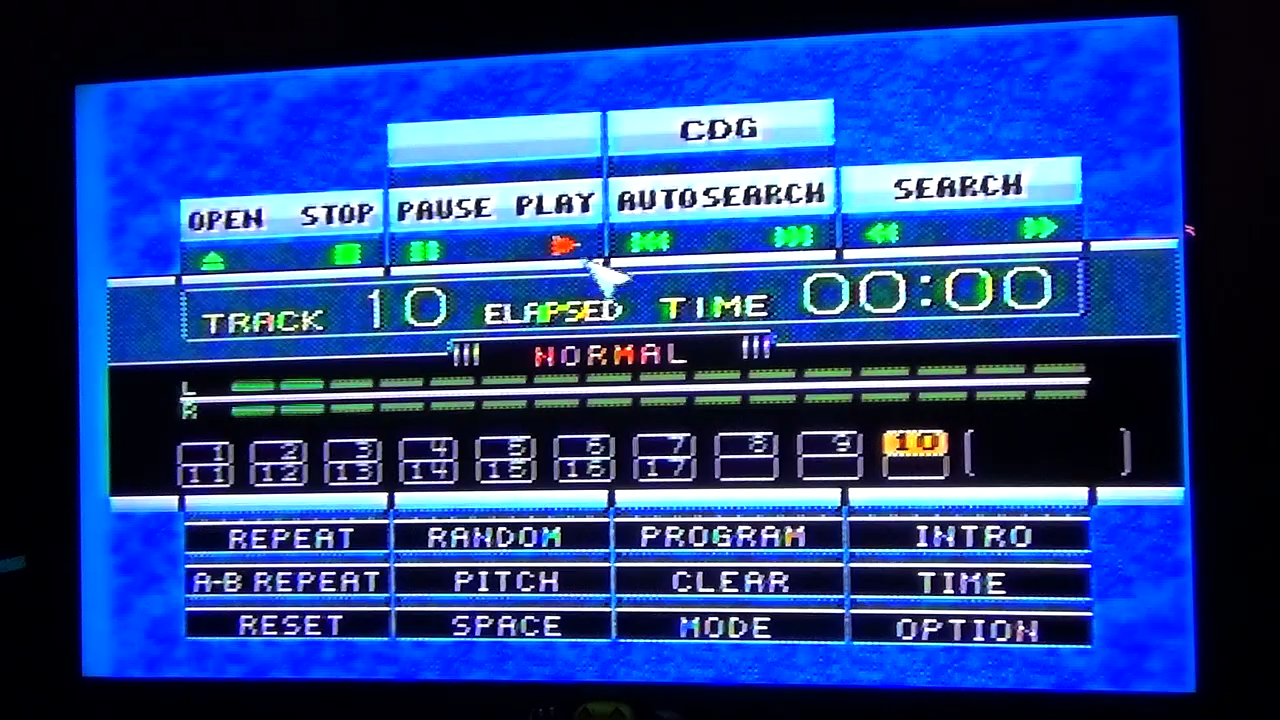 CDG
OPEN STOP PAUSE PLAY AUTOSEARCH SEARCH
TRACK 10 ELAPSED TIME 00:00
NORMAL
L
R
1 2 3 4 5 6 7 8 9 10
11 12 13 14 15 16 17
REPEAT RANDOM PROGRAM INTRO
A-B REPEAT PITCH CLEAR TIME
RESET SPACE MODE OPTION